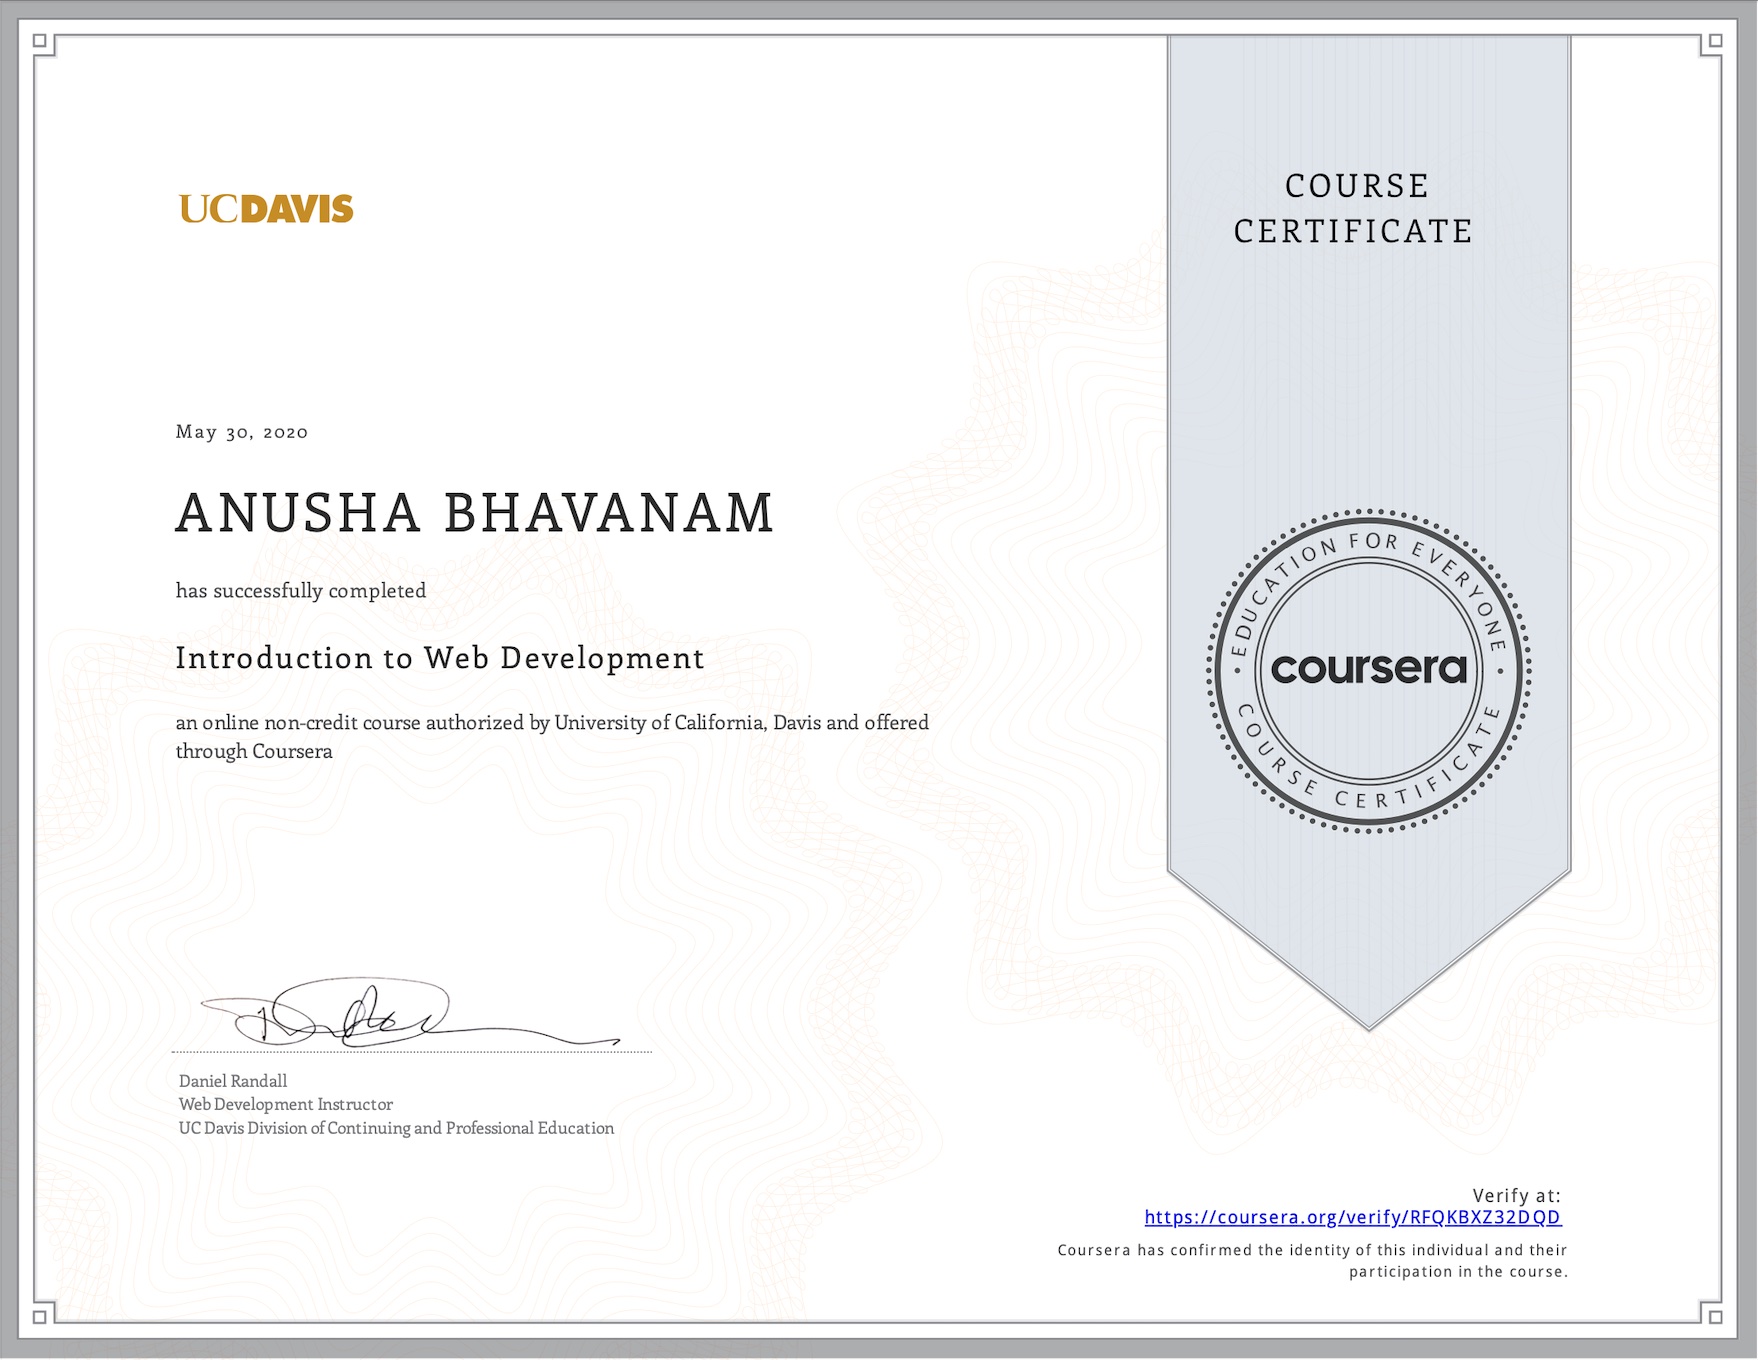 UCDAVIS
COURSE
CERTIFICATE
May 30, 2020
ANUSHA BHAVANAM
has successfully completed
Introduction to Web Development
an online non-credit course authorized by University of California, Davis and offered
through Coursera
EDUCATION FOR EVERYONE
coursera
COURSE CERTIFICATE
Daniel Randall
Web Development Instructor
UC Davis Division of Continuing and Professional Education
Verify at:
https://coursera.org/verify/RFQKBXZ32DQD
Coursera has confirmed the identity of this individual and their
participation in the course.